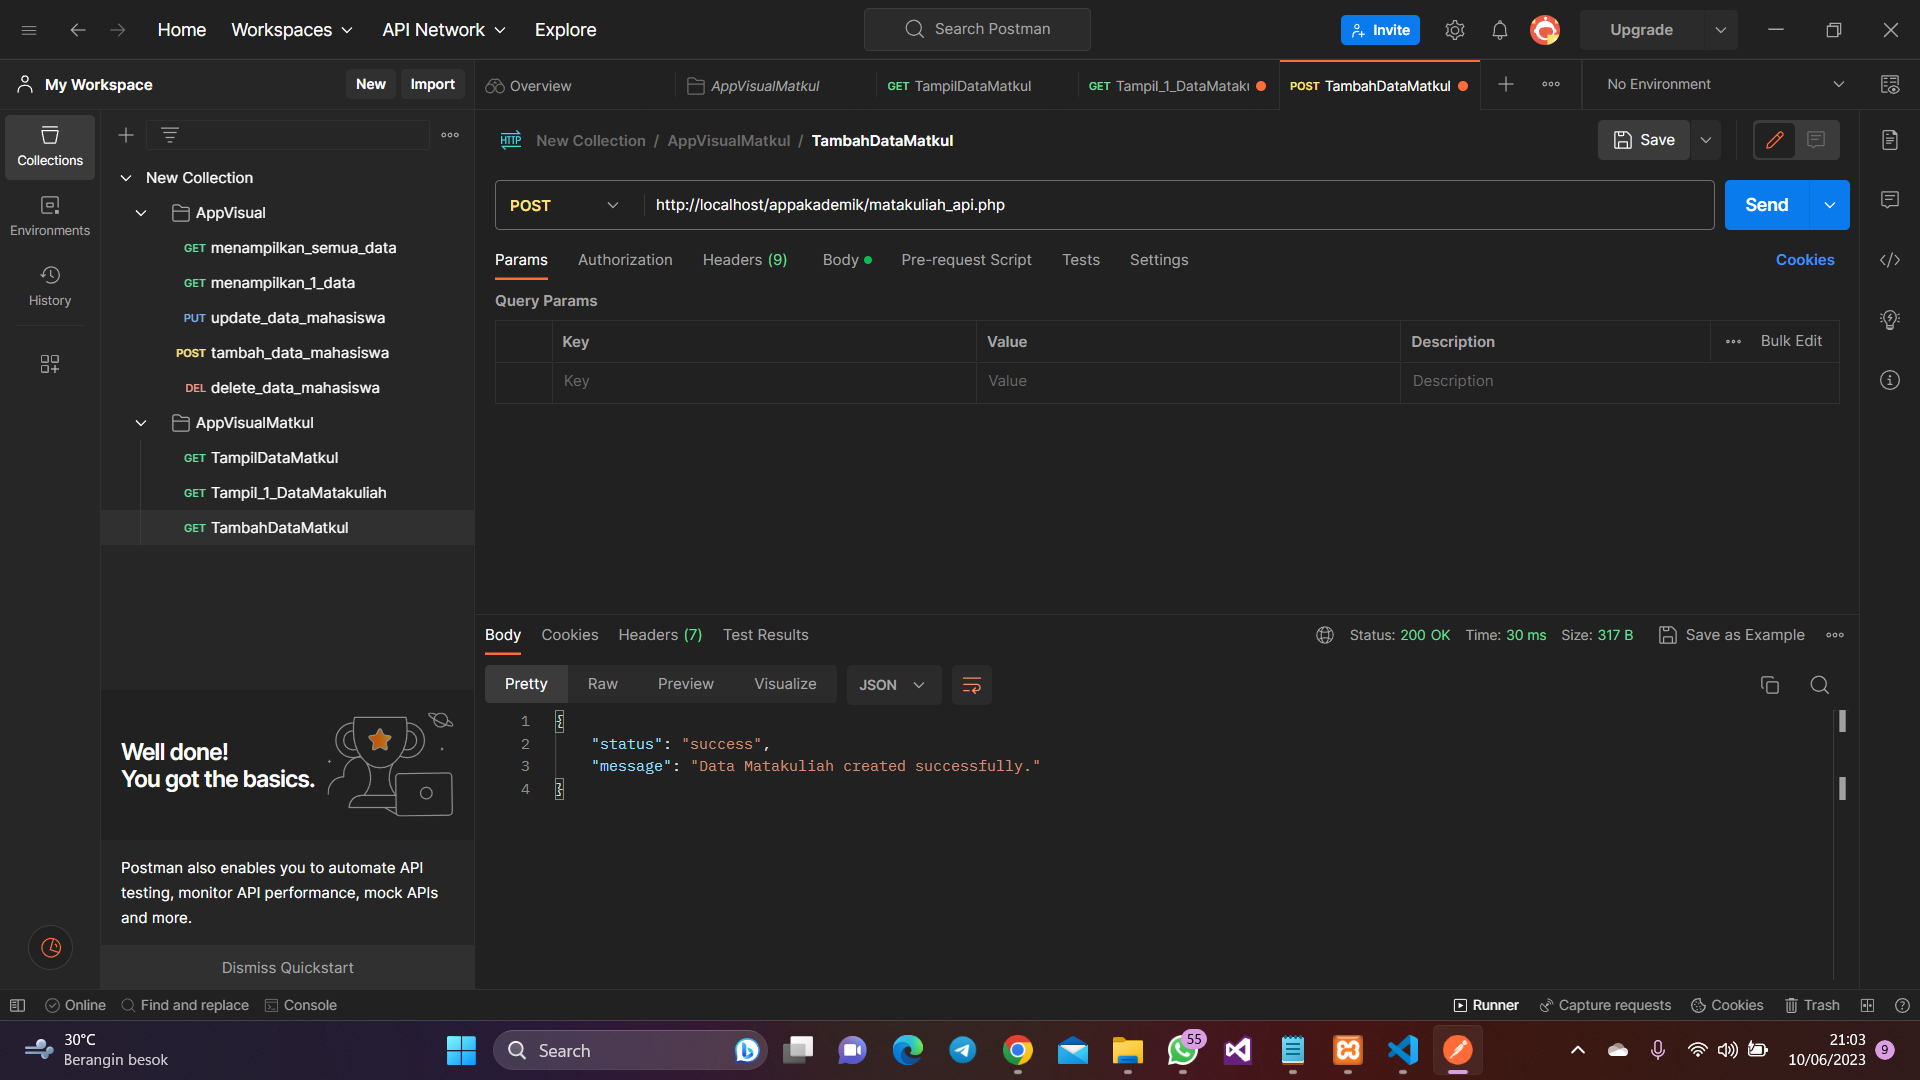 Home Workspaces API Network Explore Search Postman Invite Upgrade
My Workspace New Import Overview AppVisualMatkul GET TampilDataMatkul GET Tampil_1_DataMataku POST TambahDataMatkul No Environment
Collections
Environments
History
New Collection
AppVisual
GET menampilkan_semua_data
GET menampilkan_1_data
PUT update_data_mahasiswa
POST tambah_data_mahasiswa
DEL delete_data_mahasiswa
AppVisualMatkul
GET TampilDataMatkul
GET Tampil_1_DataMatakuliah
GET TambahDataMatkul
Well done!
You got the basics.
Postman also enables you to automate API
testing, monitor API performance, mock APIs
and more.
Dismiss Quickstart
HTTP New Collection / AppVisualMatkul / TambahDataMatkul Save
POST http://localhost/appakademik/matakuliah_api.php Send
Params Authorization Headers (9) Body Pre-request Script Tests Settings Cookies
Query Params
Key Value Description Bulk Edit
Key Value Description
Body Cookies Headers (7) Test Results Status: 200 OK Time: 30 ms Size: 317 B Save as Example
Pretty Raw Preview Visualize JSON
1 {
2 "status": "success",
3 "message": "Data Matakuliah created successfully."
4 }
Online Find and replace Console Runner Capture requests Cookies Trash
30°C
Berangin besok
Search
55
21:03
10/06/2023
9